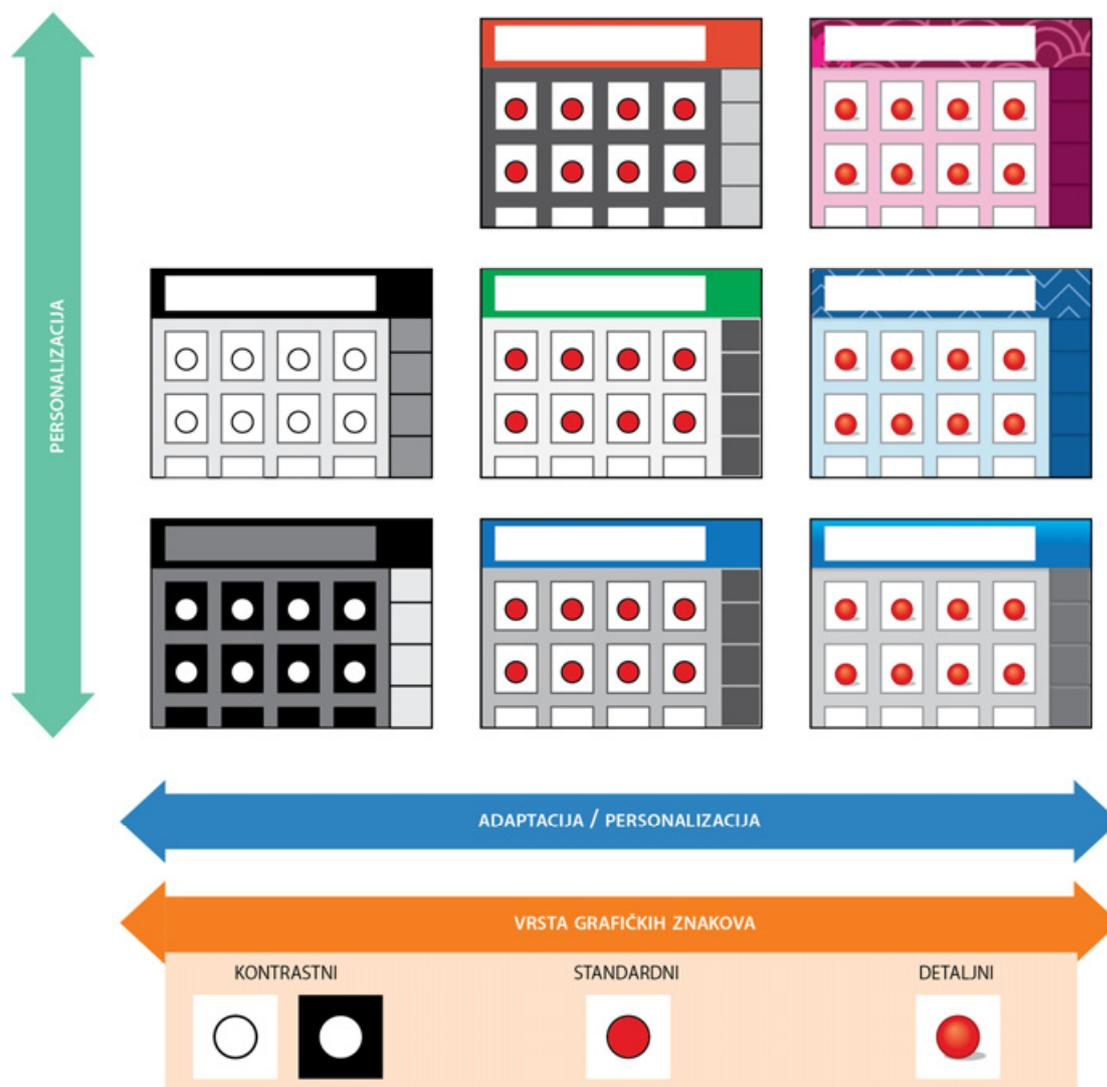 PERSONALIZACIJA
ADAPTACIJA / PERSONALIZACIJA
VRSTA GRAFIČKIH ZNAKOVA
KONTRASTNI
STANDARDNI
DETALJNI